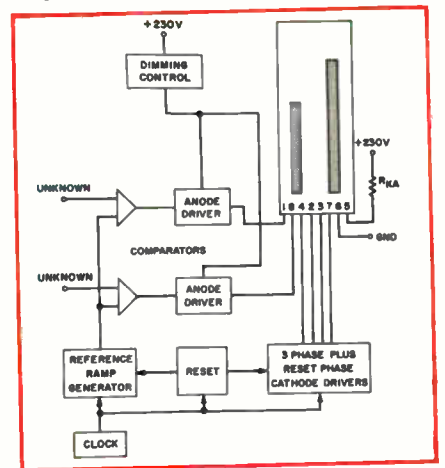 +230V
DIMMING
CONTROL
+230V
RKA
UNKNOWN
ANODE
DRIVER
1 8 4 2 3 7 6 5
GND
COMPARATORS
UNKNOWN
ANODE
DRIVER
REFERENCE
RAMP
GENERATOR
RESET
3 PHASE PLUS
RESET PHASE
CATHODE DRIVERS
CLOCK